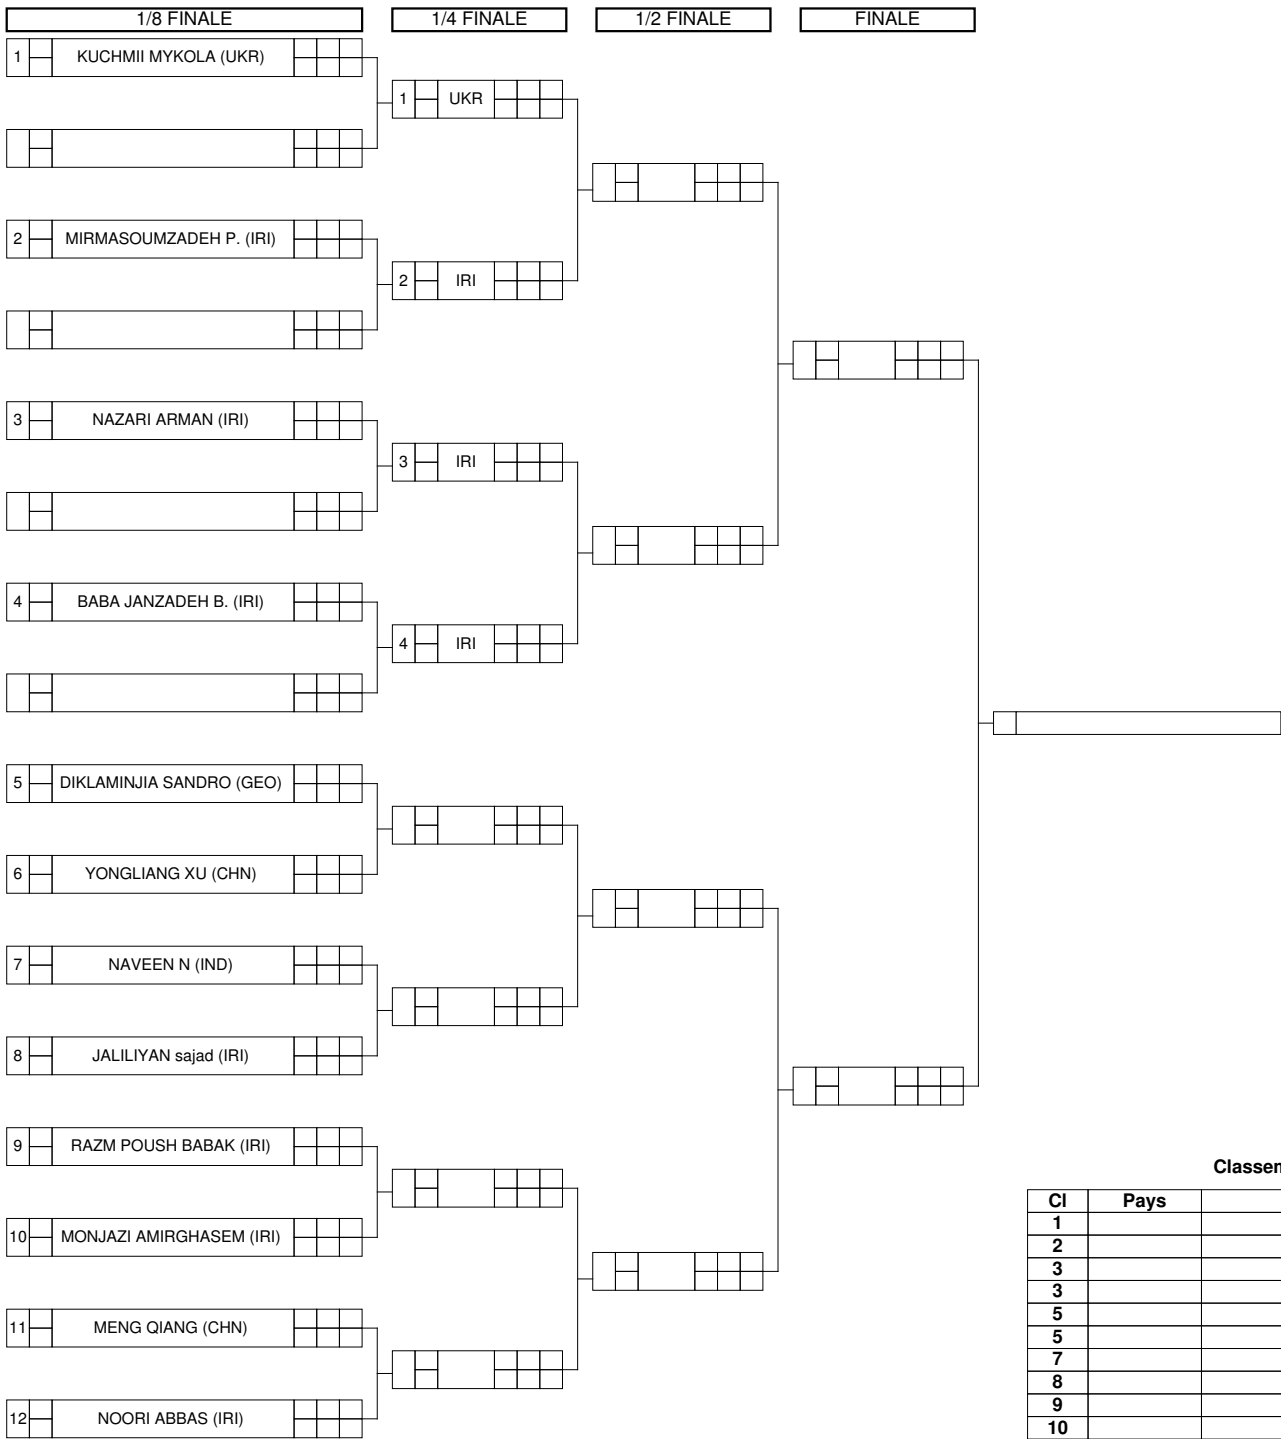 1/8 FINALE 1/4 FINALE 1/2 FINALE FINALE
1 KUCHMII MYKOLA (UKR)
1 UKR
2 MIRMASOUMZADEH P. (IRI)
2 IRI
3 NAZARI ARMAN (IRI)
3 IRI
4 BABA JANZADEH B. (IRI)
4 IRI
5 DIKLAMINJIA SANDRO (GEO)
6 YONGLIANG XU (CHN)
7 NAVEEN N (IND)
8 JALILIYAN sajad (IRI)
9 RAZM POUSH BABAK (IRI)
10 MONJAZI AMIRGHASEM (IRI)
11 MENG QIANG (CHN)
12 NOORI ABBAS (IRI)
Classen
Cl Pays
1
2
3
3
5
5
7
8
9
10